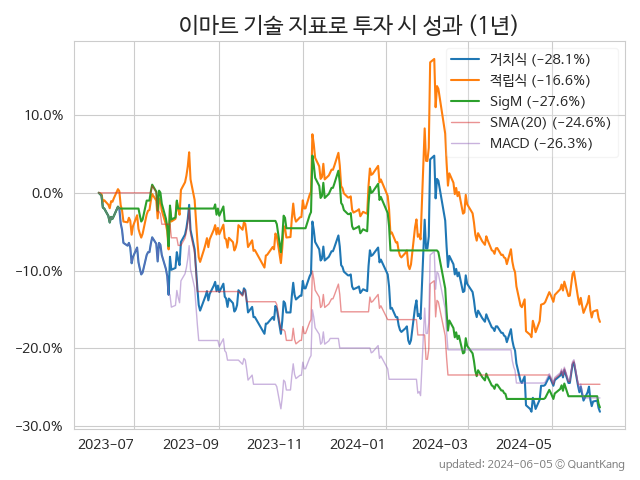 이마트 기술 지표로 투자 시 성과 (1년)
거치식 (−28.1%)
적립식 (−16.6%)
SigM (−27.6%)
SMA(20) (−24.6%)
MACD (−26.3%)
10.0%
0.0%
−10.0%
−20.0%
−30.0%
2023-07 2023-09 2023-11 2024-01 2024-03 2024-05
updated: 2024-06-05 ⓒ QuantKang